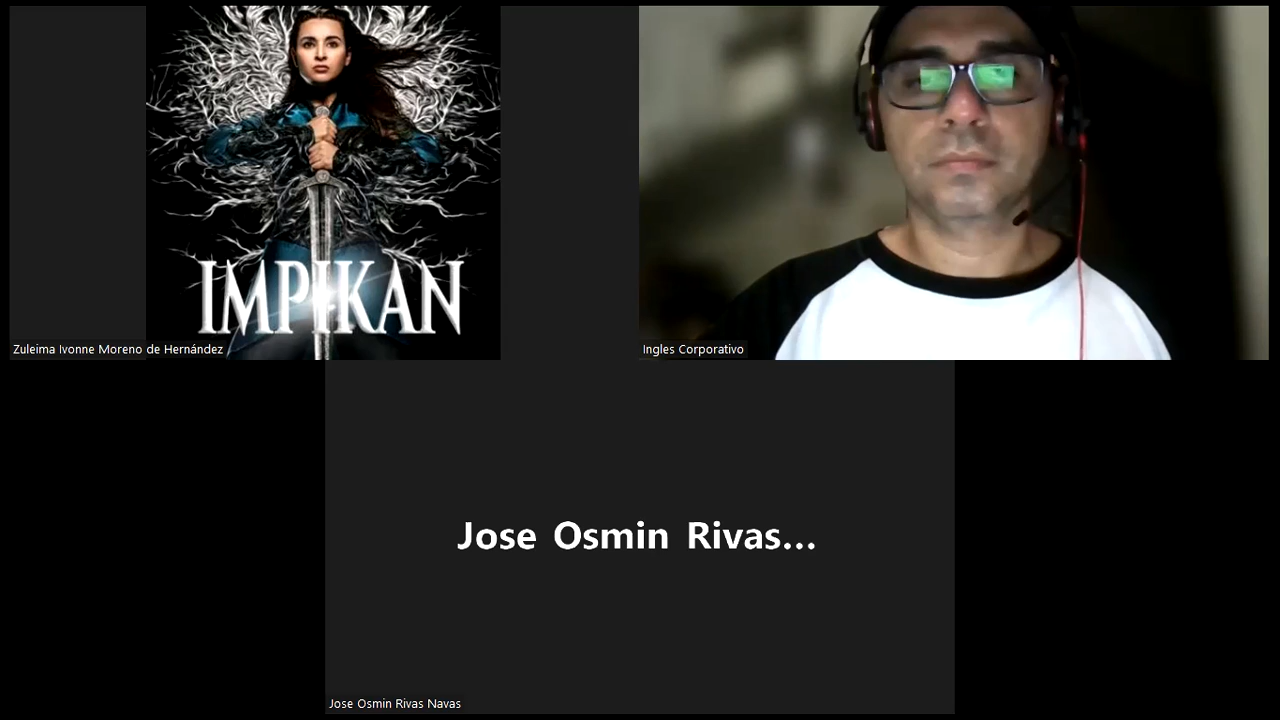 IMPIKAN
Zuleima Ivonne Moreno de Hernández
Ingles Corporativo
Jose Osmin Rivas...
Jose Osmin Rivas Navas